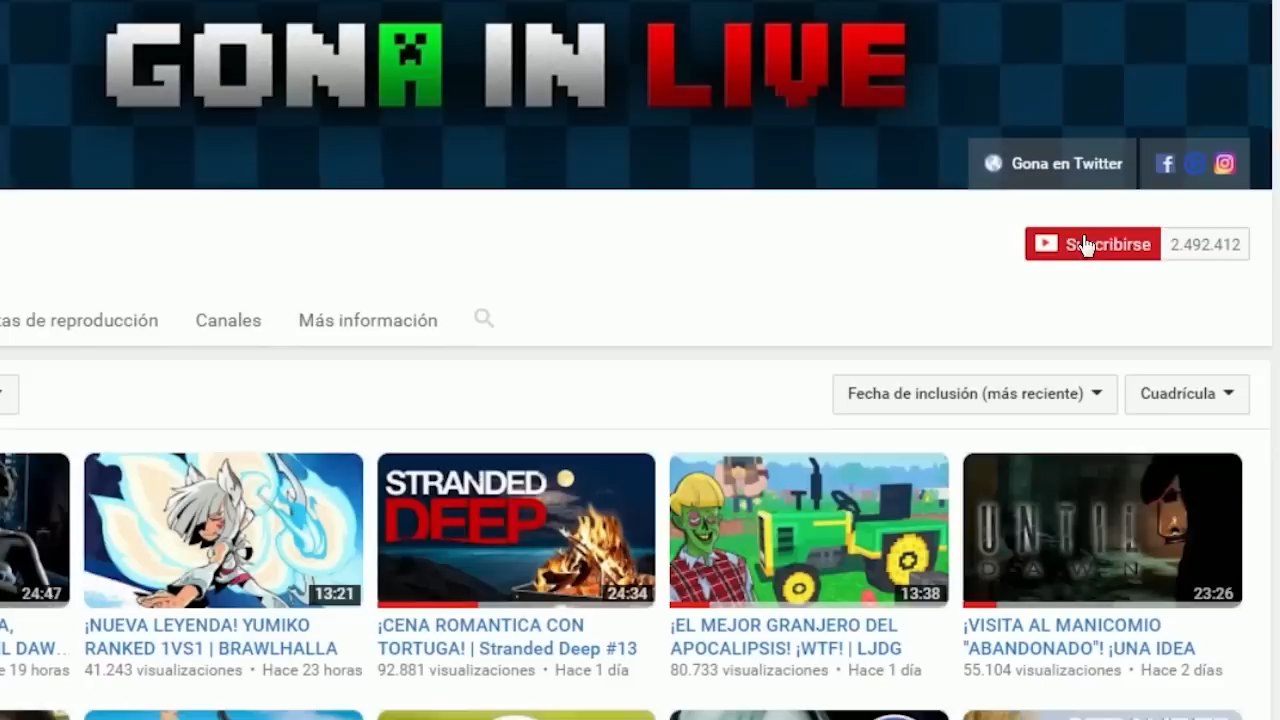 GONA IN LIVE
Gona en Twitter
Suscribirse 2.492.412
tas de reproducción Canales Más información
Fecha de inclusión (más reciente) Cuadrícula
STRANDED
DEEP
UNTIL
DAWN
24:47 13:21 24:34 13:38 23:26
A, ¡NUEVA LEYENDA! YUMIKO ¡CENA ROMANTICA CON ¡EL MEJOR GRANJERO DEL ¡VISITA AL MANICOMIO
L DAW... RANKED 1VS1 | BRAWLHALLA TORTUGA! | Stranded Deep #13 APOCALIPSIS! ¡WTF! | LJDG "ABANDONADO"! ¡UNA IDEA
e 19 horas 41.243 visualizaciones • Hace 23 horas 92.881 visualizaciones • Hace 1 día 80.733 visualizaciones • Hace 1 día 55.104 visualizaciones • Hace 2 días